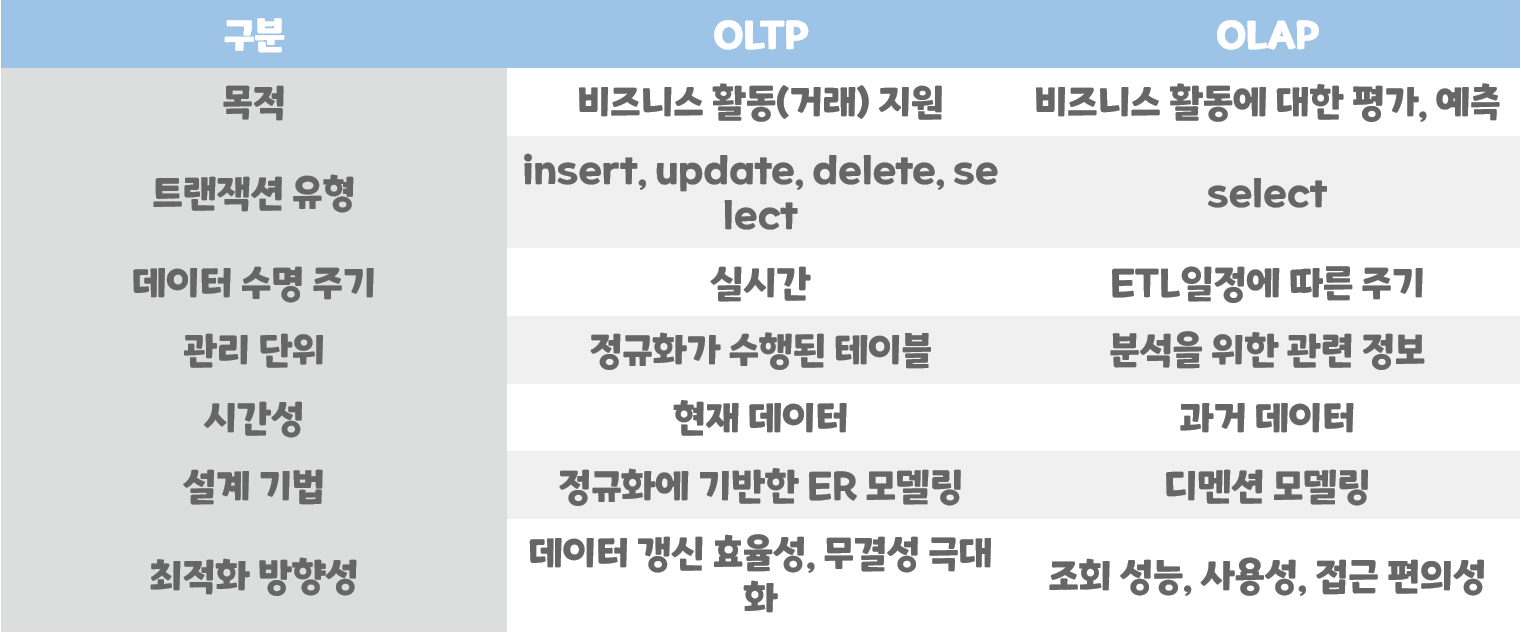 구분 OLTP OLAP
목적 비즈니스 활동(거래) 지원 비즈니스 활동에 대한 평가, 예측
트랜잭션 유형 insert, update, delete, se
lect select
데이터 수명 주기 실시간 ETL일정에 따른 주기
관리 단위 정규화가 수행된 테이블 분석을 위한 관련 정보
시간성 현재 데이터 과거 데이터
설계 기법 정규화에 기반한 ER 모델링 디멘션 모델링
최적화 방향성 데이터 갱신 효율성, 무결성 극대
화 조회 성능, 사용성, 접근 편의성